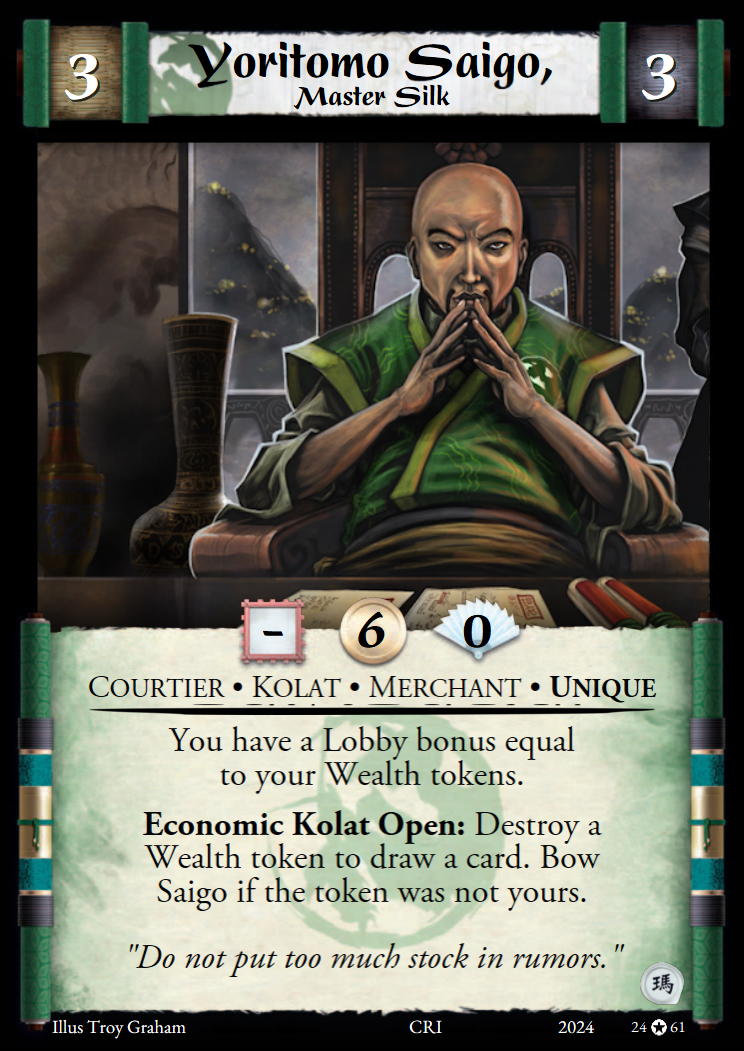 3
Yoritomo Saigo,
Master Silk
3
-
6
0
COURTIER • KOLAT • MERCHANT • UNIQUE
You have a Lobby bonus equal
to your Wealth tokens.
Economic Kolat Open: Destroy a
Wealth token to draw a card. Bow
Saigo if the token was not yours.
"Do not put too much stock in rumors."
瑪
Illus Troy Graham
CRI
2024
24 ✪ 61